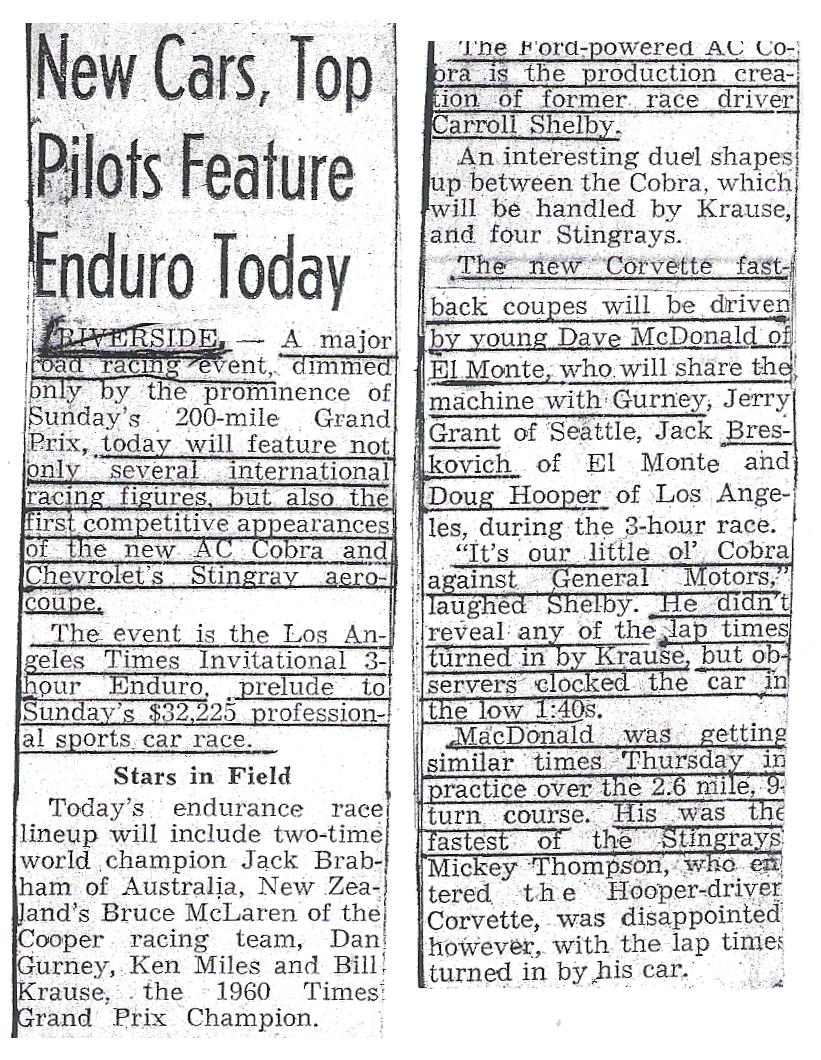 New Cars, Top
Pilots Feature
Enduro Today
RIVERSIDE, — A major
road racing event, dimmed
only by the prominence of
Sunday's 200-mile Grand
Prix, today will feature not
only several international
racing figures, but also the
first competitive appearances
of the new AC Cobra and
Chevrolet's Stingray aero-
coupe.
The event is the Los An-
geles Times Invitational 3-
hour Enduro, prelude to
Sunday's $32,225 profession-
al sports car race.
Stars in Field
Today's endurance race
lineup will include two-time
world champion Jack Brab-
ham of Australia, New Zea-
land's Bruce McLaren of the
Cooper racing team, Dan
Gurney, Ken Miles and Bill
Krause, the 1960 Times
Grand Prix Champion.
The Ford-powered AC Co-
bra is the production crea-
tion of former race driver
Carroll Shelby.
An interesting duel shapes
up between the Cobra, which
will be handled by Krause,
and four Stingrays.
The new Corvette fast-
back coupes will be driven
by young Dave McDonald of
El Monte, who will share the
machine with Gurney, Jerry
Grant of Seattle, Jack Bres-
kovich of El Monte and
Doug Hooper of Los Ange-
les, during the 3-hour race.
"It's our little ol' Cobra
against General Motors,"
laughed Shelby. He didn't
reveal any of the lap times
turned in by Krause, but ob-
servers clocked the car in
the low 1:40s.
MacDonald was getting
similar times Thursday in
practice over the 2.6 mile, 9-
turn course. His was the
fastest of the Stingrays
Mickey Thompson, who en
tered the Hooper-driver
Corvette, was disappointed
however, with the lap times
turned in by his car.